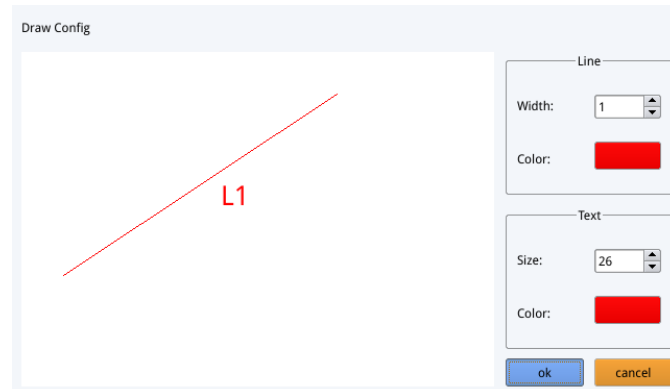 Draw Config
L1
Line
Width:
1
Color:
Text
Size:
26
Color:
ok
cancel